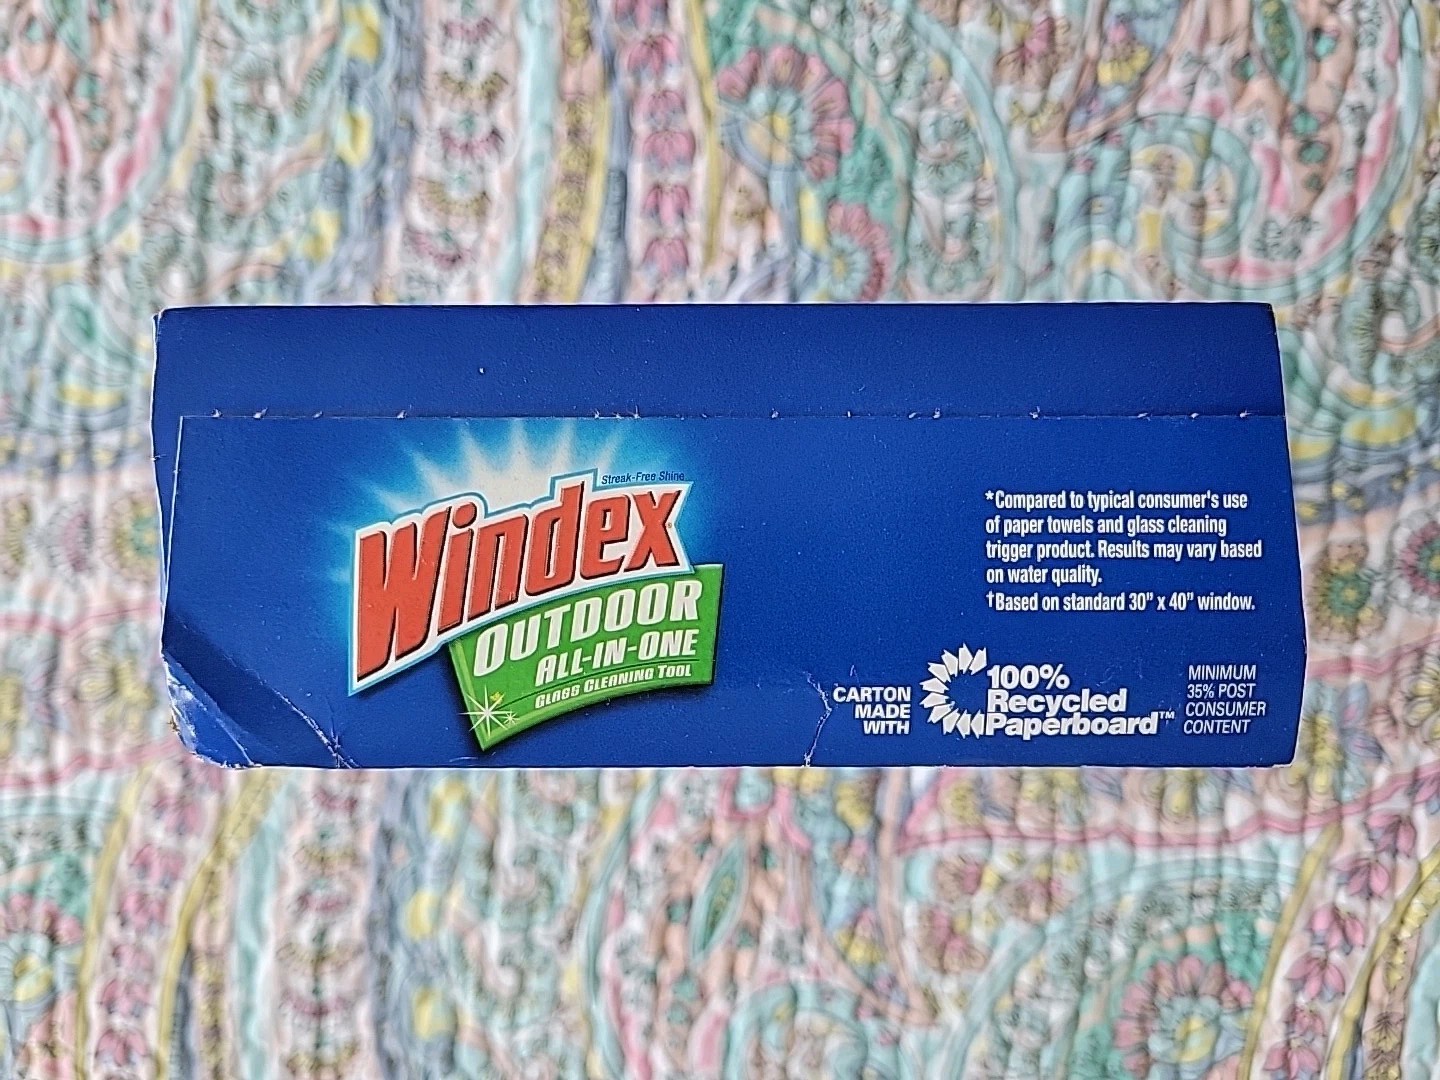 Streak-Free Shine
Windex
OUTDOOR
ALL-IN-ONE
GLASS CLEANING TOOL
*Compared to typical consumer's use
of paper towels and glass cleaning
trigger product. Results may vary based
on water quality.
†Based on standard 30” x 40” window.
CARTON
MADE
WITH
100%
Recycled
Paperboard™
MINIMUM
35% POST
CONSUMER
CONTENT